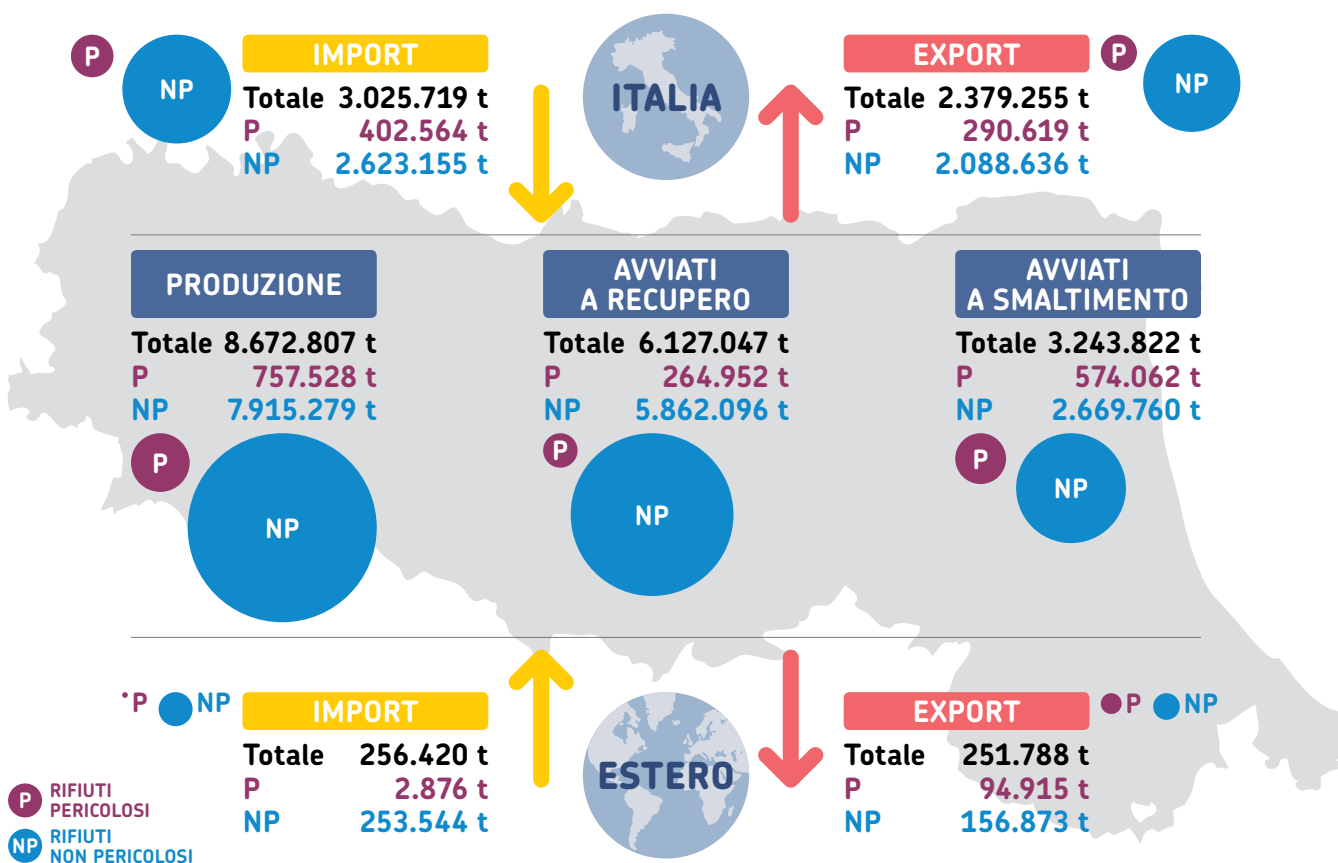 P
NP
IMPORT
Totale 3.025.719 t
P 402.564 t
NP 2.623.155 t
ITALIA
EXPORT
Totale 2.379.255 t
P 290.619 t
NP 2.088.636 t
P
NP
PRODUZIONE
Totale 8.672.807 t
P 757.528 t
NP 7.915.279 t
P
NP
AVVIATI
A RECUPERO
Totale 6.127.047 t
P 264.952 t
NP 5.862.096 t
P
NP
AVVIATI
A SMALTIMENTO
Totale 3.243.822 t
P 574.062 t
NP 2.669.760 t
P
NP
P NP
IMPORT
Totale 256.420 t
P 2.876 t
NP 253.544 t
ESTERO
EXPORT
Totale 251.788 t
P 94.915 t
NP 156.873 t
P NP
P RIFIUTI
PERICOLOSI
NP RIFIUTI
NON PERICOLOSI